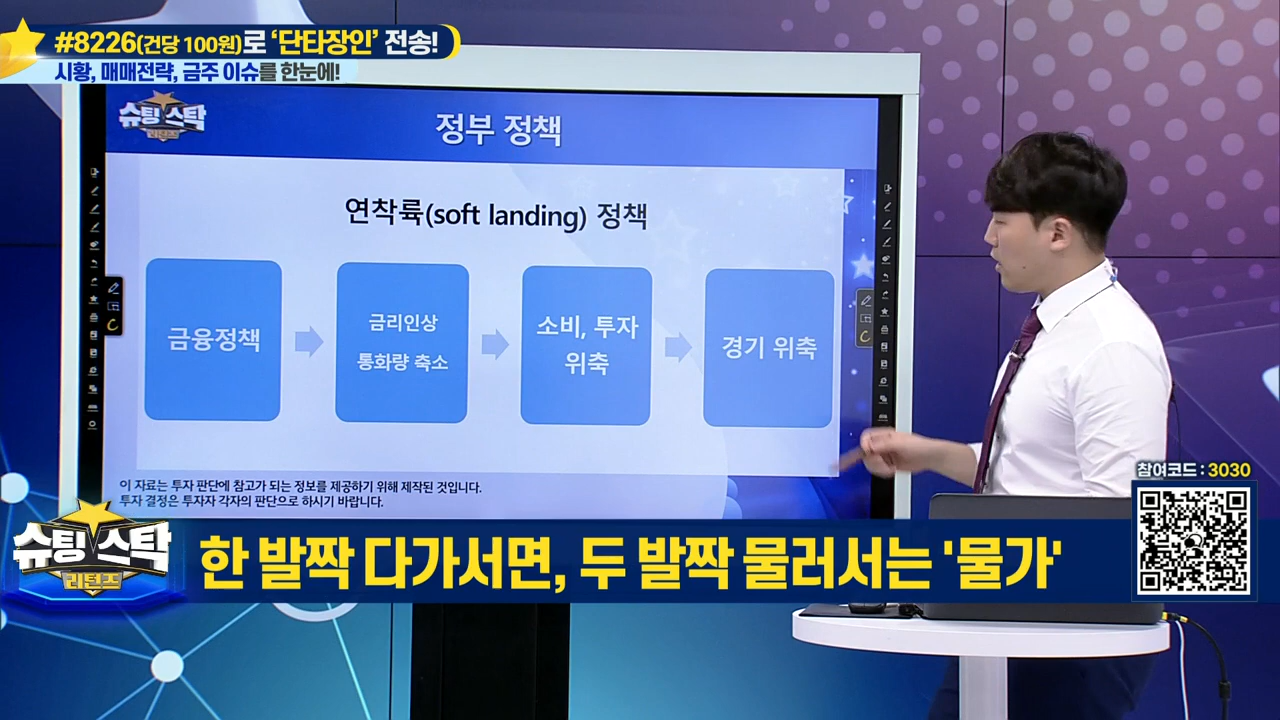 #8226(건당 100원)로 '단타장인' 전송!
시황, 매매전략, 금주 이슈를 한눈에!
슈팅 스탁
리턴즈
정부 정책
연착륙(soft landing) 정책
금융정책
금리인상
통화량 축소
소비, 투자
위축
경기 위축
이 자료는 투자 판단에 참고가 되는 정보를 제공하기 위해 제작된 것입니다.
투자 결정은 투자자 각자의 판단으로 하시기 바랍니다.
참여코드 : 3030
슈팅 스탁
리턴즈
한 발짝 다가서면, 두 발짝 물러서는 '물가'